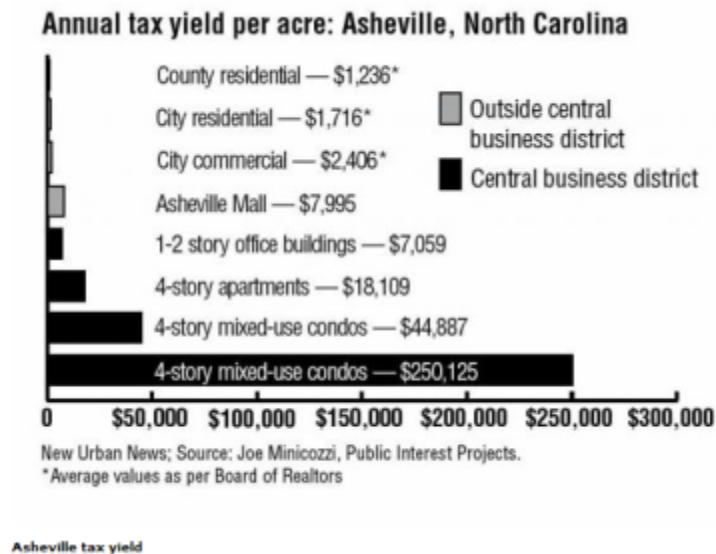 Annual tax yield per acre: Asheville, North Carolina
County residential — $1,236*
City residential — $1,716*
City commercial — $2,406*
Asheville Mall — $7,995
1-2 story office buildings — $7,059
4-story apartments — $18,109
4-story mixed-use condos — $44,887
4-story mixed-use condos — $250,125
Outside central
business district
Central business district
0 $50,000 $100,000 $150,000 $200,000 $250,000 $300,000
New Urban News; Source: Joe Minicozzi, Public Interest Projects.
*Average values as per Board of Realtors
Asheville tax yield